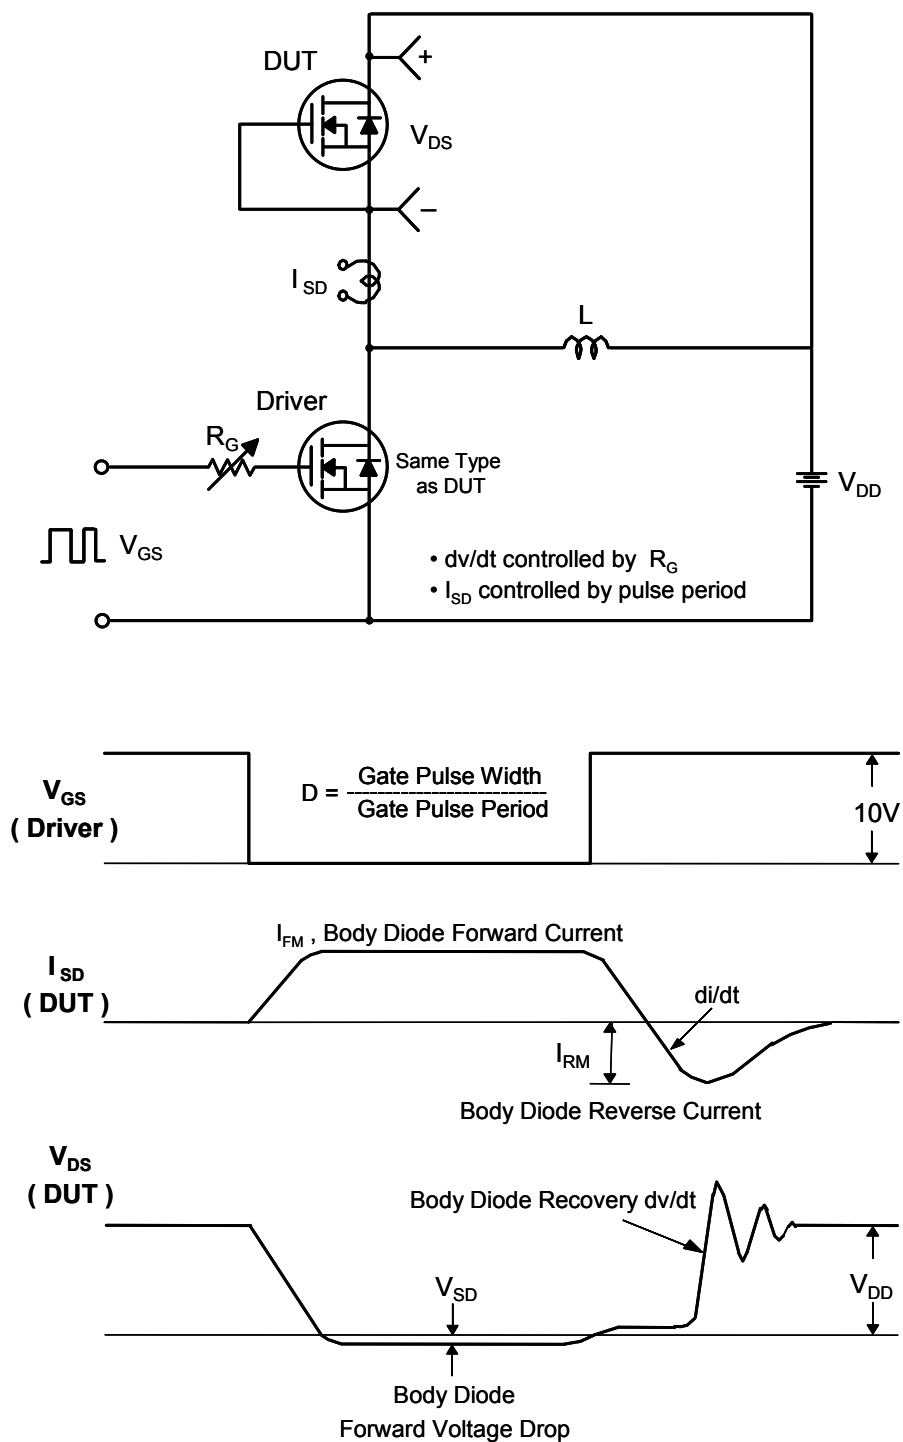 DUT
+
V_DS
–
I_SD
L
Driver
R_G
Same Type
as DUT
V_DD
V_GS
• dv/dt controlled by R_G
• I_SD controlled by pulse period
V_GS
( Driver )
D = Gate Pulse Width
Gate Pulse Period
10V
I_FM , Body Diode Forward Current
I_SD
( DUT )
di/dt
I_RM
Body Diode Reverse Current
V_DS
( DUT )
Body Diode Recovery dv/dt
V_SD
V_DD
Body Diode
Forward Voltage Drop